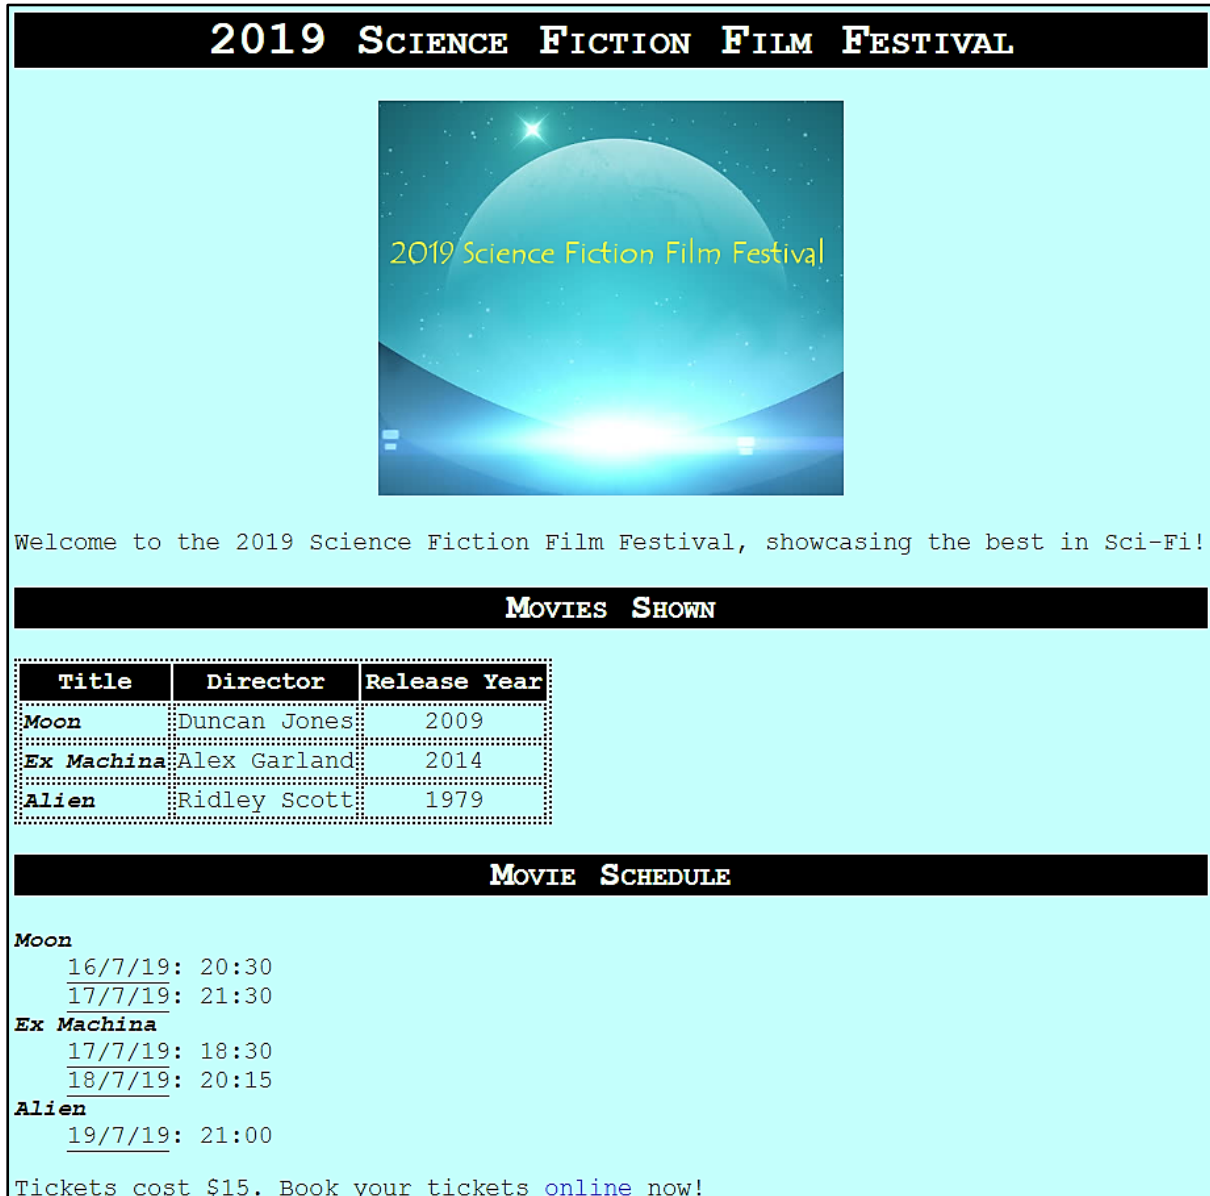 2019 Science Fiction Film Festival
2019 Science Fiction Film Festival
Welcome to the 2019 Science Fiction Film Festival, showcasing the best in Sci-Fi!
Movies Shown
Title Director Release Year
Moon Duncan Jones 2009
Ex Machina Alex Garland 2014
Alien Ridley Scott 1979
Movie Schedule
Moon
16/7/19: 20:30
17/7/19: 21:30
Ex Machina
17/7/19: 18:30
18/7/19: 20:15
Alien
19/7/19: 21:00
Tickets cost $15. Book your tickets online now!